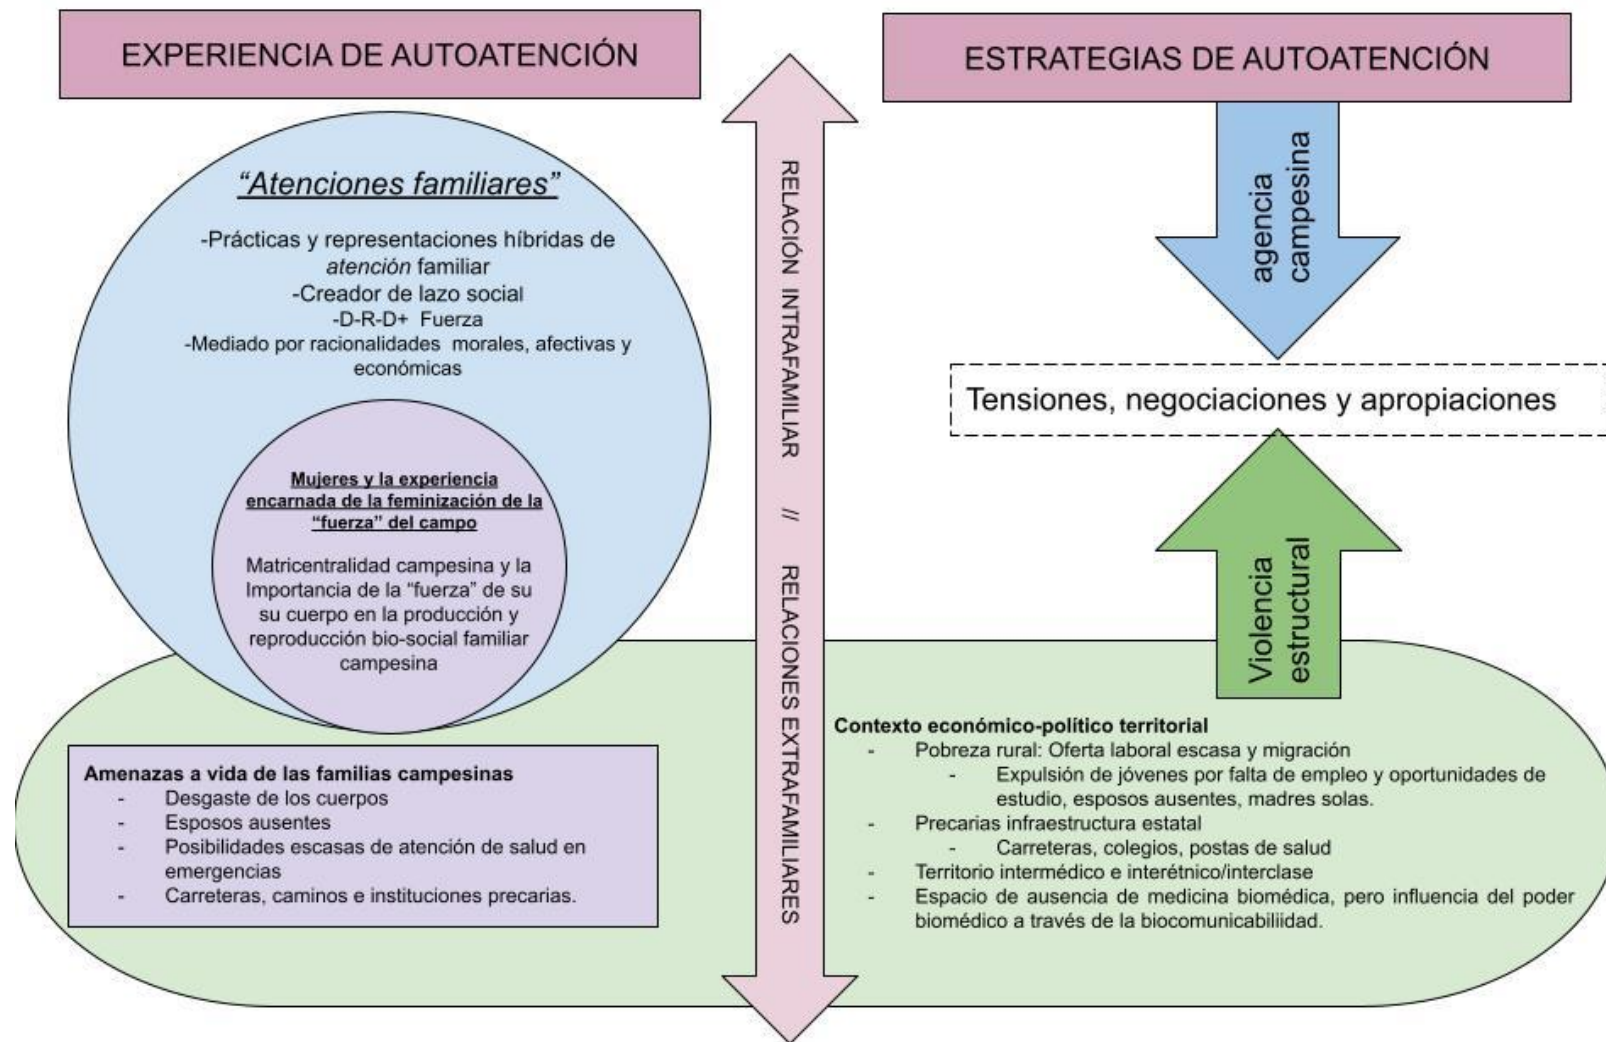 EXPERIENCIA DE AUTOATENCIÓN
"Atenciones familiares"
-Prácticas y representaciones híbridas de
atención familiar
-Creador de lazo social
-D-R-D+ Fuerza
-Mediado por racionalidades morales, afectivas y
económicas
Mujeres y la experiencia
encarnada de la feminización de la
"fuerza" del campo
Matricentralidad campesina y la
Importancia de la "fuerza" de su
su cuerpo en la producción y
reproducción bio-social familiar
campesina
Amenazas a vida de las familias campesinas
- Desgaste de los cuerpos
- Esposos ausentes
- Posibilidades escasas de atención de salud en
emergencias
- Carreteras, caminos e instituciones precarias.
RELACIÓN INTRAFAMILIAR // RELACIONES EXTRAFAMILIARES
ESTRATEGIAS DE AUTOATENCIÓN
agencia
campesina
Tensiones, negociaciones y apropiaciones
Violencia
estructural
Contexto económico-político territorial
- Pobreza rural: Oferta laboral escasa y migración
- Expulsión de jóvenes por falta de empleo y oportunidades de
estudio, esposos ausentes, madres solas.
- Precarias infraestructura estatal
- Carreteras, colegios, postas de salud
- Territorio intermédico e interétnico/interclase
- Espacio de ausencia de medicina biomédica, pero influencia del poder
biomédico a través de la biocomunicabiliidad.